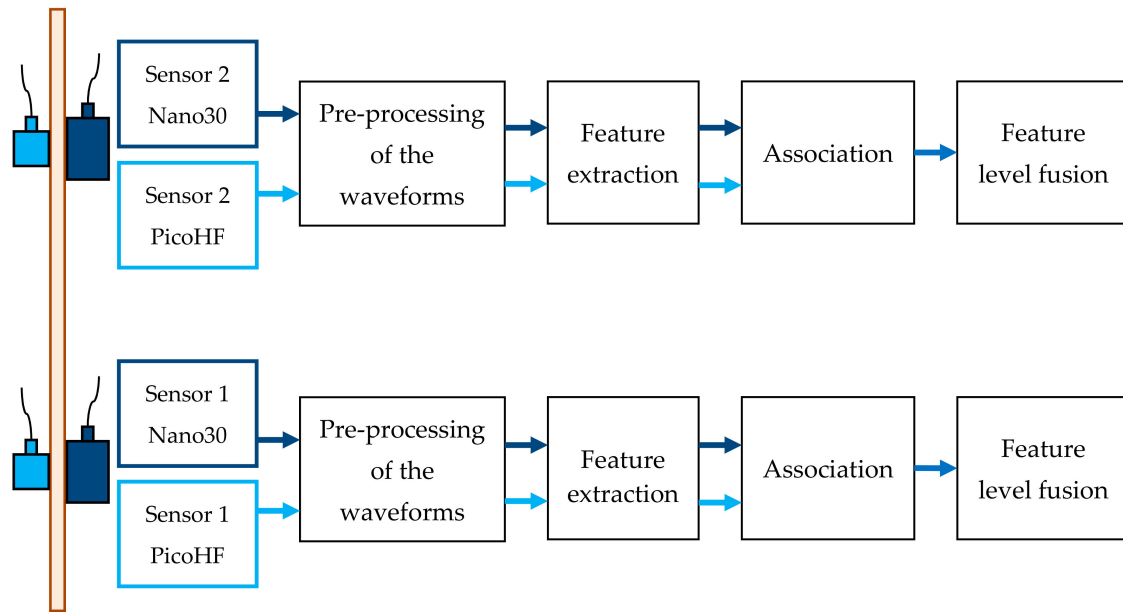 Sensor 2
Nano30
Sensor 2
PicoHF
Pre-processing
of the
waveforms
Feature
extraction
Association
Feature
level fusion
Sensor 1
Nano30
Sensor 1
PicoHF
Pre-processing
of the
waveforms
Feature
extraction
Association
Feature
level fusion